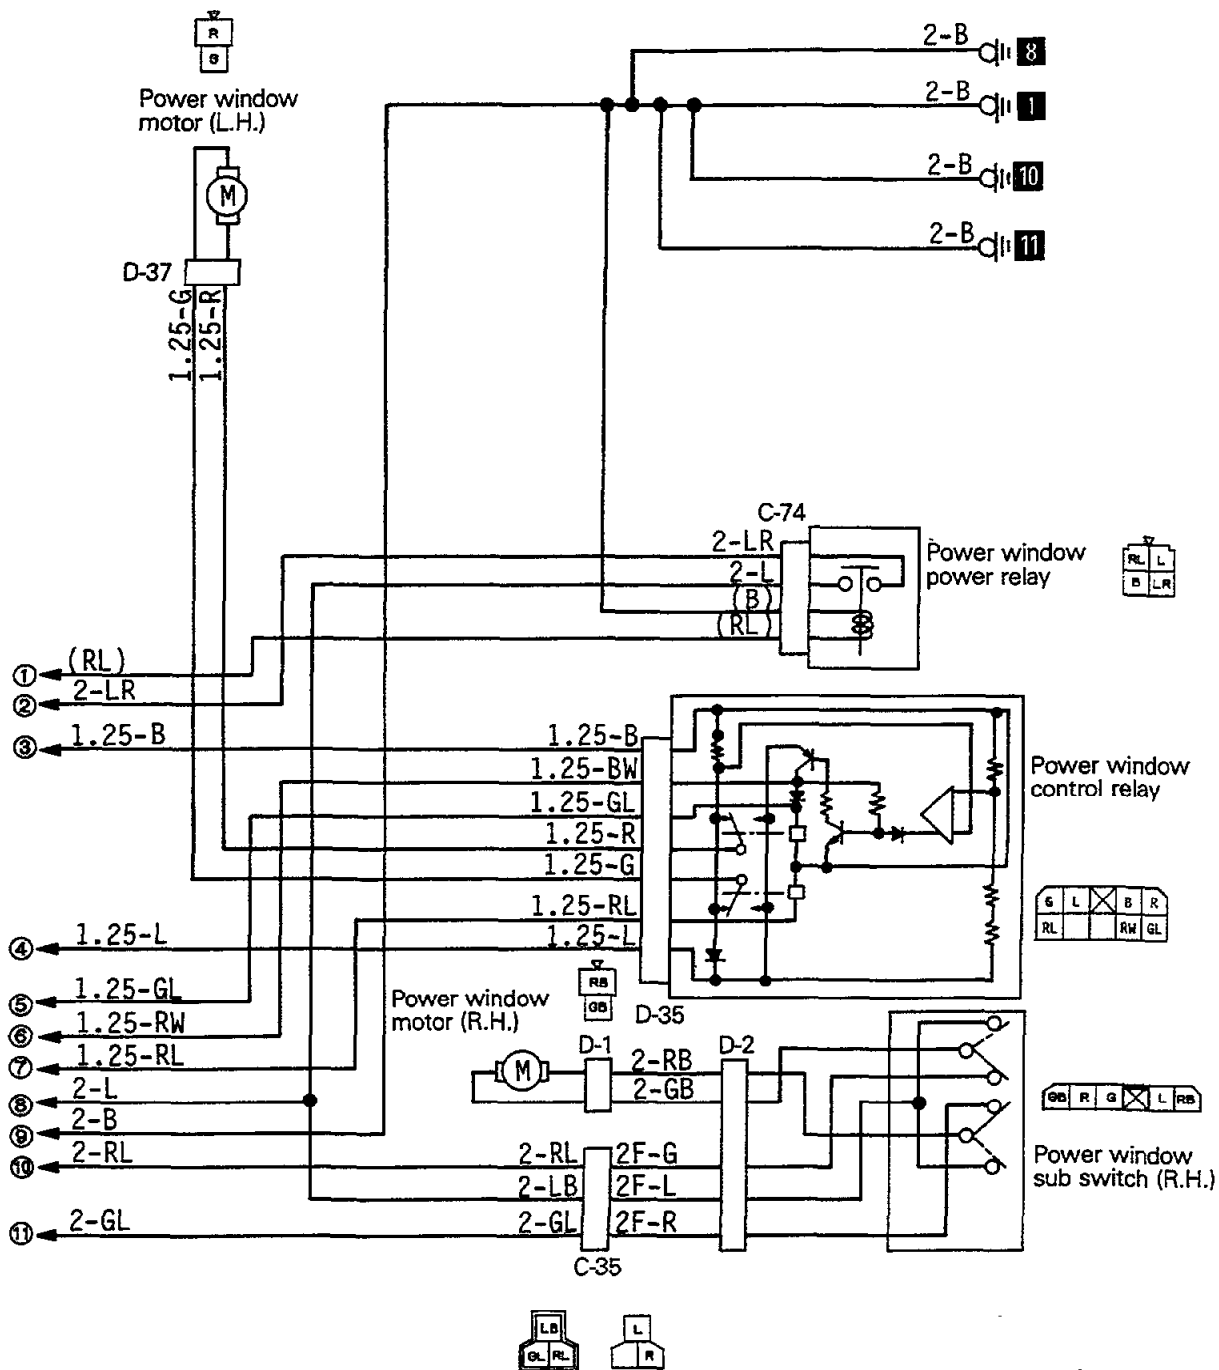 R
G
Power window
motor (L.H.)
M
D-37
1.25-G
1.25-R
2-B
8
2-B
1
2-B
10
2-B
11
C-74
2-LR
2-L
(B)
(RL)
Power window
power relay
RL L
B LR
① (RL)
② 2-LR
③ 1.25-B
1.25-B
1.25-BW
1.25-GL
1.25-R
1.25-G
1.25-RL
1.25-L
Power window
control relay
G L B R
RL RW GL
④ 1.25-L
⑤ 1.25-GL
⑥ 1.25-RW
⑦ 1.25-RL
⑧ 2-L
⑨ 2-B
⑩ 2-RL
⑪ 2-GL
RB
GB
D-35
Power window
motor (R.H.)
M
D-1
2-RB
2-GB
D-2
GB R G L RB
Power window
sub switch (R.H.)
2-RL 2F-G
2-LB 2F-L
2-GL 2F-R
C-35
LB
GL RL
L
R